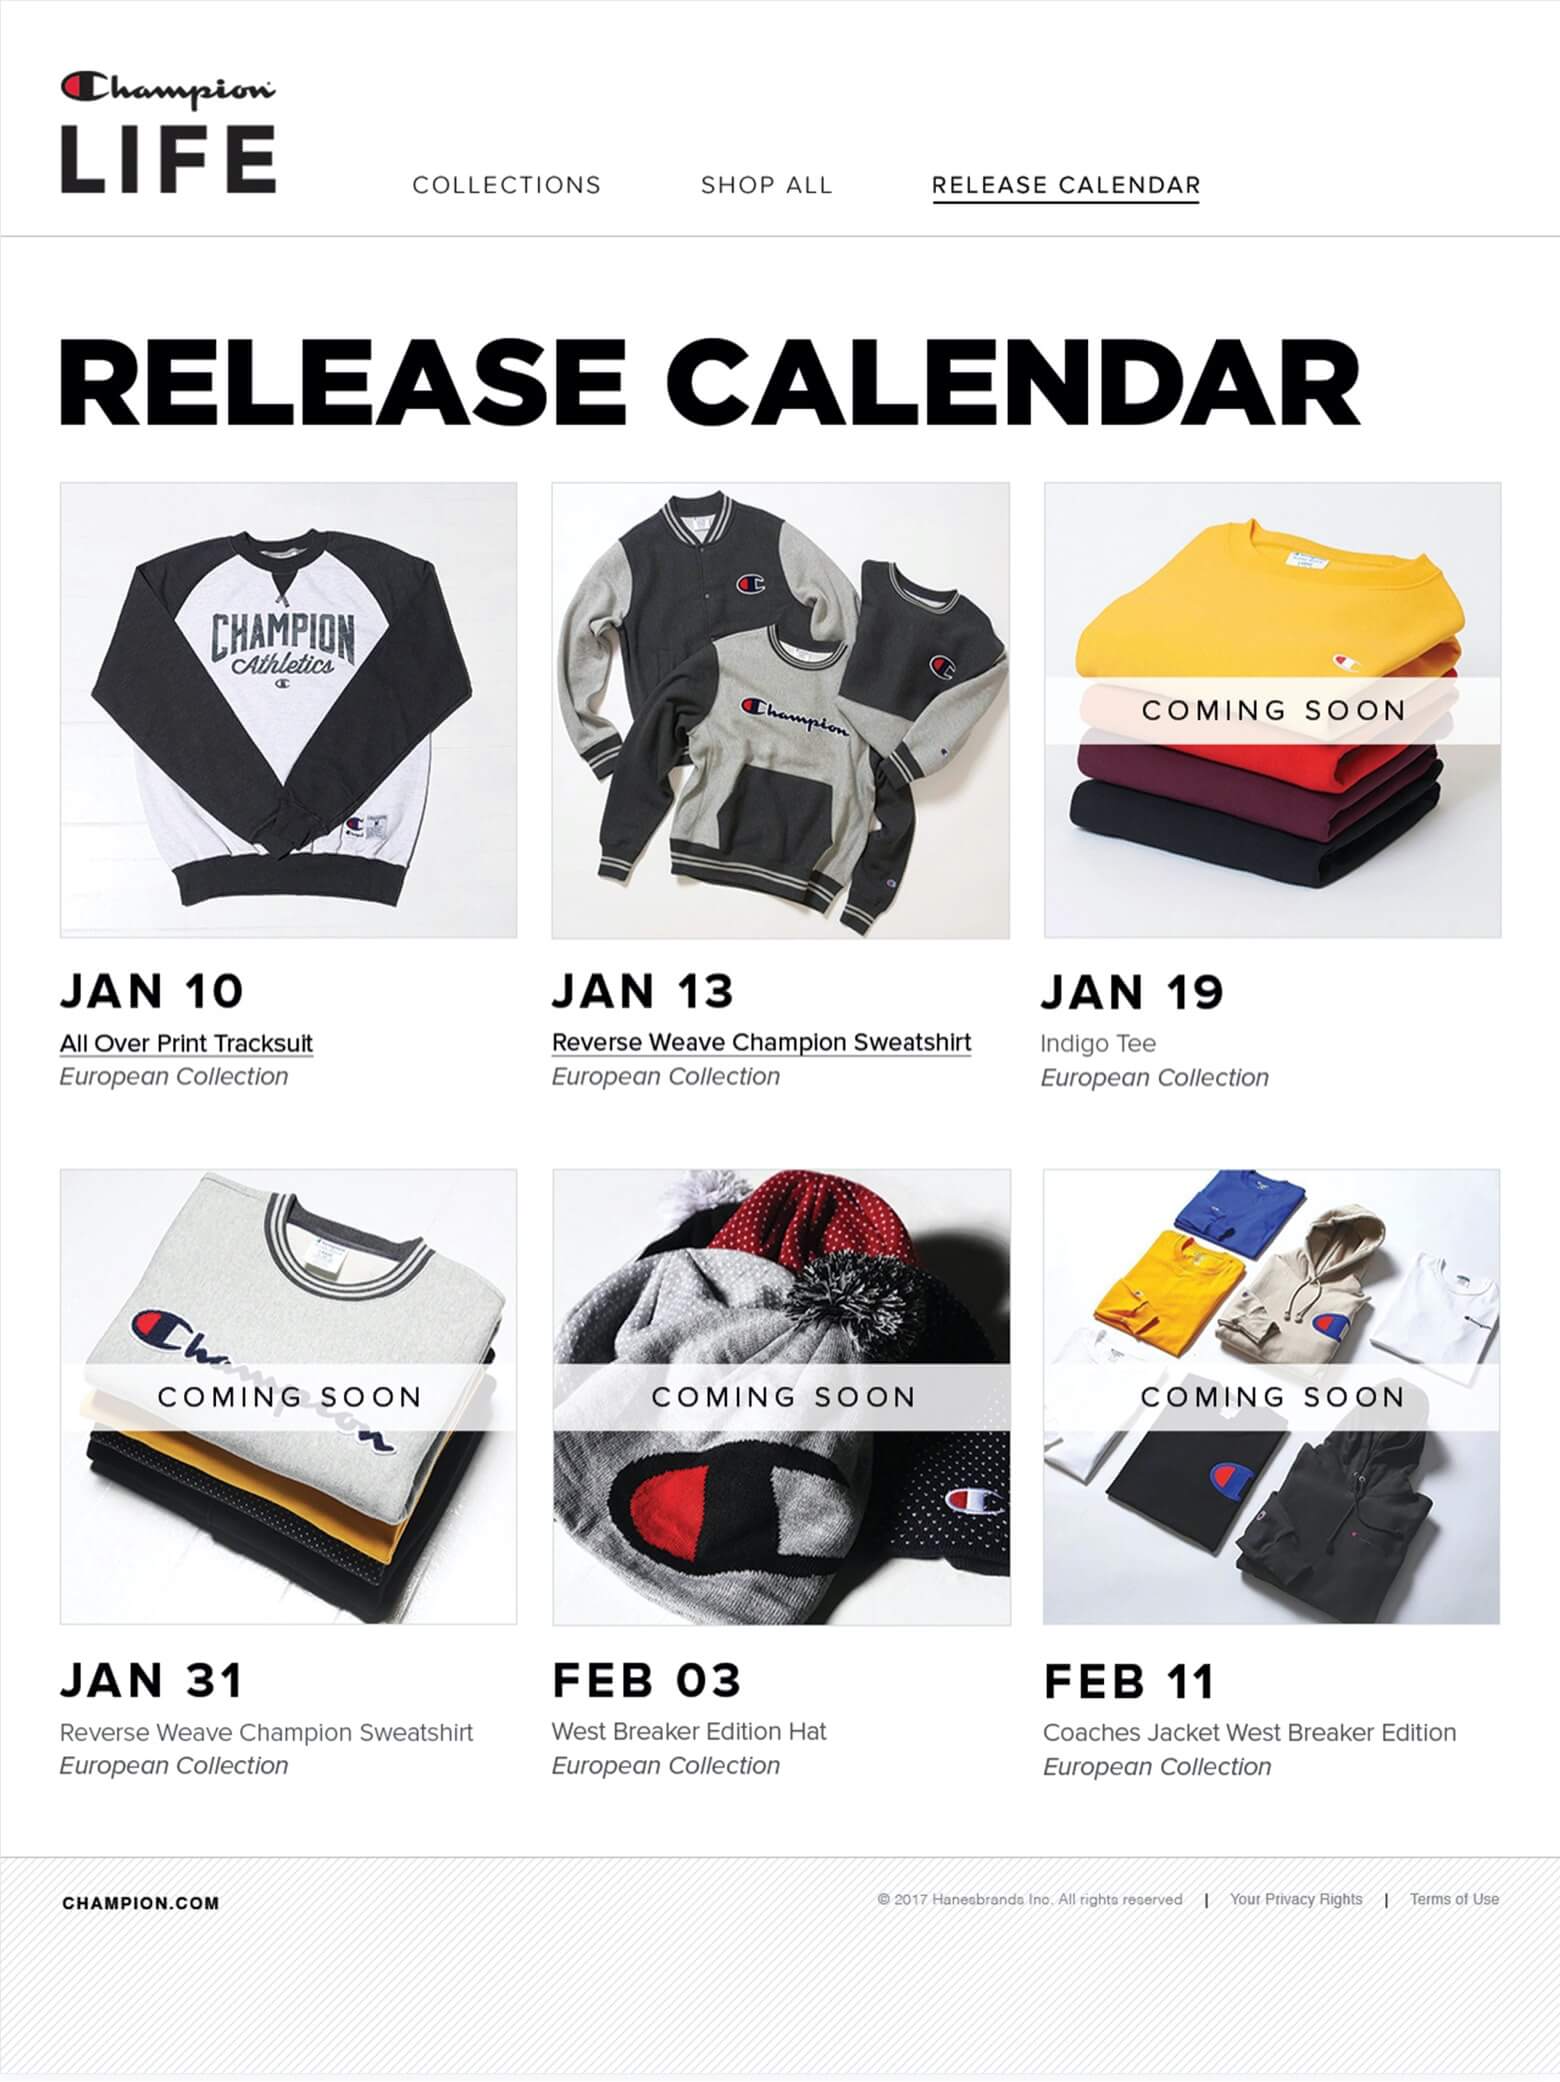 Champion
LIFE
COLLECTIONS SHOP ALL RELEASE CALENDAR
RELEASE CALENDAR
CHAMPION
Athletics
Champion
COMING SOON
JAN 10
All Over Print Tracksuit
European Collection
JAN 13
Reverse Weave Champion Sweatshirt
European Collection
JAN 19
Indigo Tee
European Collection
Champion
COMING SOON
COMING SOON
COMING SOON
JAN 31
Reverse Weave Champion Sweatshirt
European Collection
FEB 03
West Breaker Edition Hat
European Collection
FEB 11
Coaches Jacket West Breaker Edition
European Collection
CHAMPION.COM
© 2017 Hanesbrands Inc. All rights reserved | Your Privacy Rights | Terms of Use